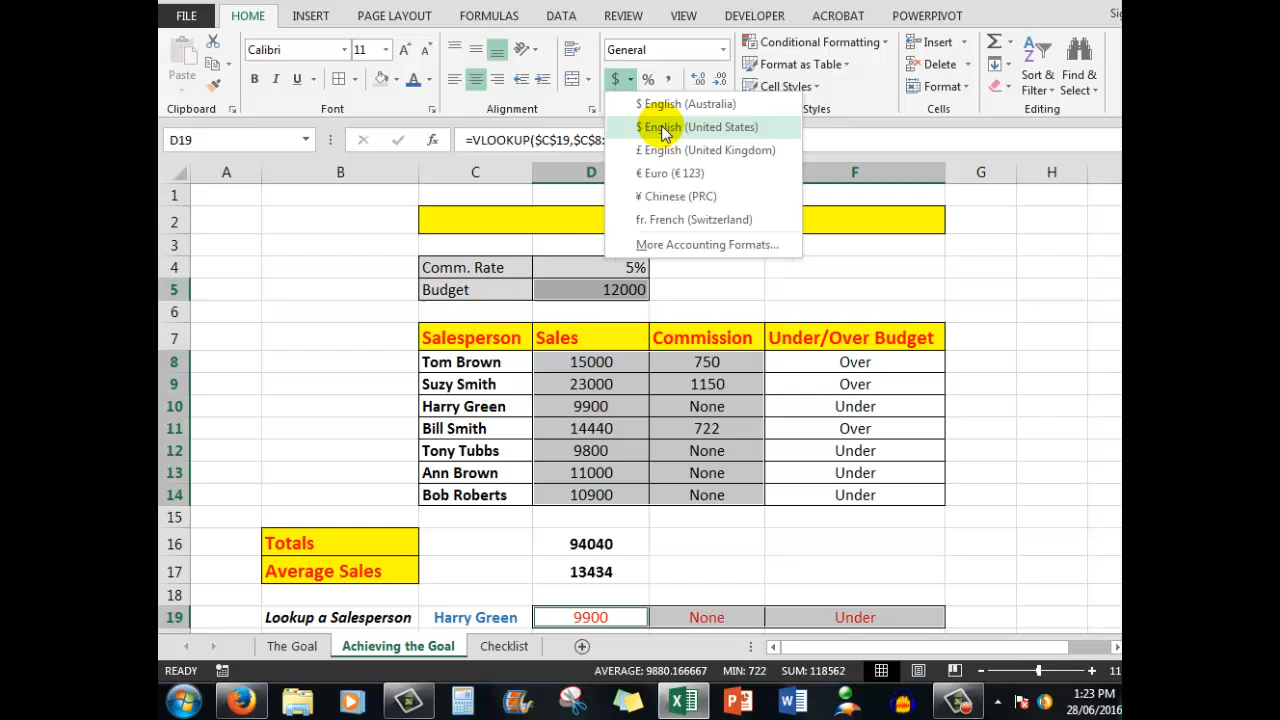 FILE HOME INSERT PAGE LAYOUT FORMULAS DATA REVIEW VIEW DEVELOPER ACROBAT POWERPIVOT
Calibri 11 General Conditional Formatting Insert
Paste B I U $ % Format as Table Delete Sort & Find &
Cell Styles Format Filter Select
Font Alignment Styles Cells Editing
$ English (Australia)
$ English (United States)
£ English (United Kingdom)
€ Euro (€ 123)
¥ Chinese (PRC)
fr. French (Switzerland)
More Accounting Formats...
D19 fx =VLOOKUP($C$19,$C$8:
A B C D F G H
1
2
3
4 Comm. Rate 5%
5 Budget 12000
6
7 Salesperson Sales Commission Under/Over Budget
8 Tom Brown 15000 750 Over
9 Suzy Smith 23000 1150 Over
10 Harry Green 9900 None Under
11 Bill Smith 14440 722 Over
12 Tony Tubbs 9800 None Under
13 Ann Brown 11000 None Under
14 Bob Roberts 10900 None Under
15
16 Totals 94040
17 Average Sales 13434
18
19 Lookup a Salesperson Harry Green 9900 None Under
The Goal Achieving the Goal Checklist
READY AVERAGE: 9880.166667 MIN: 722 SUM: 118562 11
1:23 PM
28/06/2016